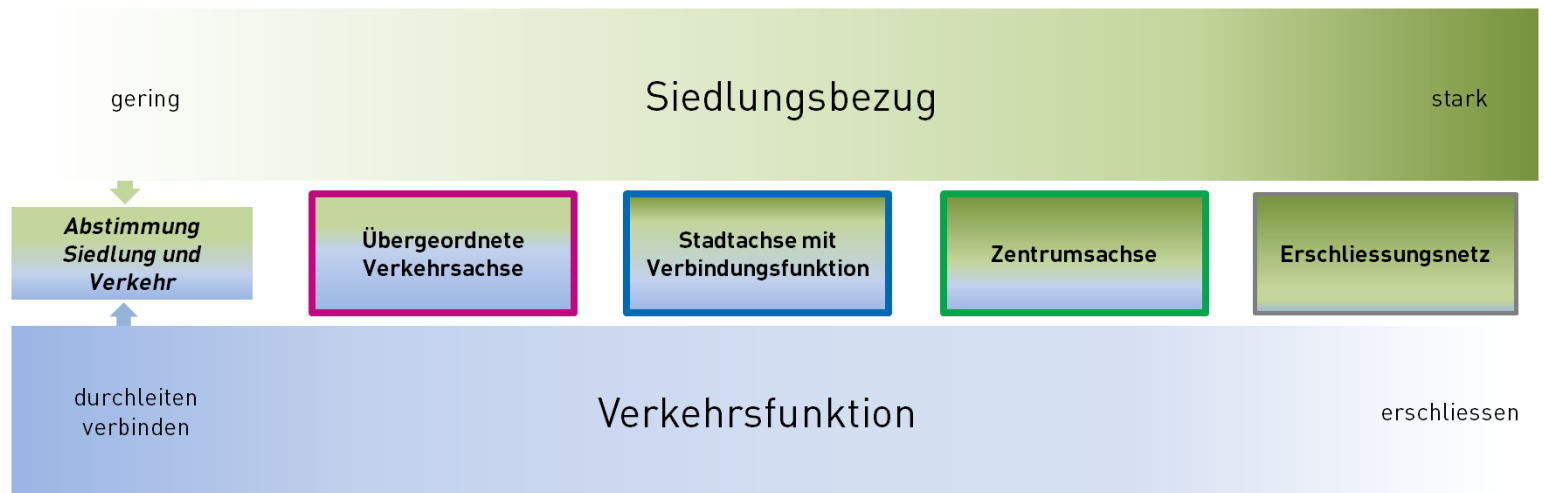 gering
Siedlungsbezug
stark
Abstimmung
Siedlung und
Verkehr
Übergeordnete
Verkehrsachse
Stadtachse mit
Verbindungsfunktion
Zentrumsachse
Erschliessungsnetz
durchleiten
verbinden
Verkehrsfunktion
erschliessen